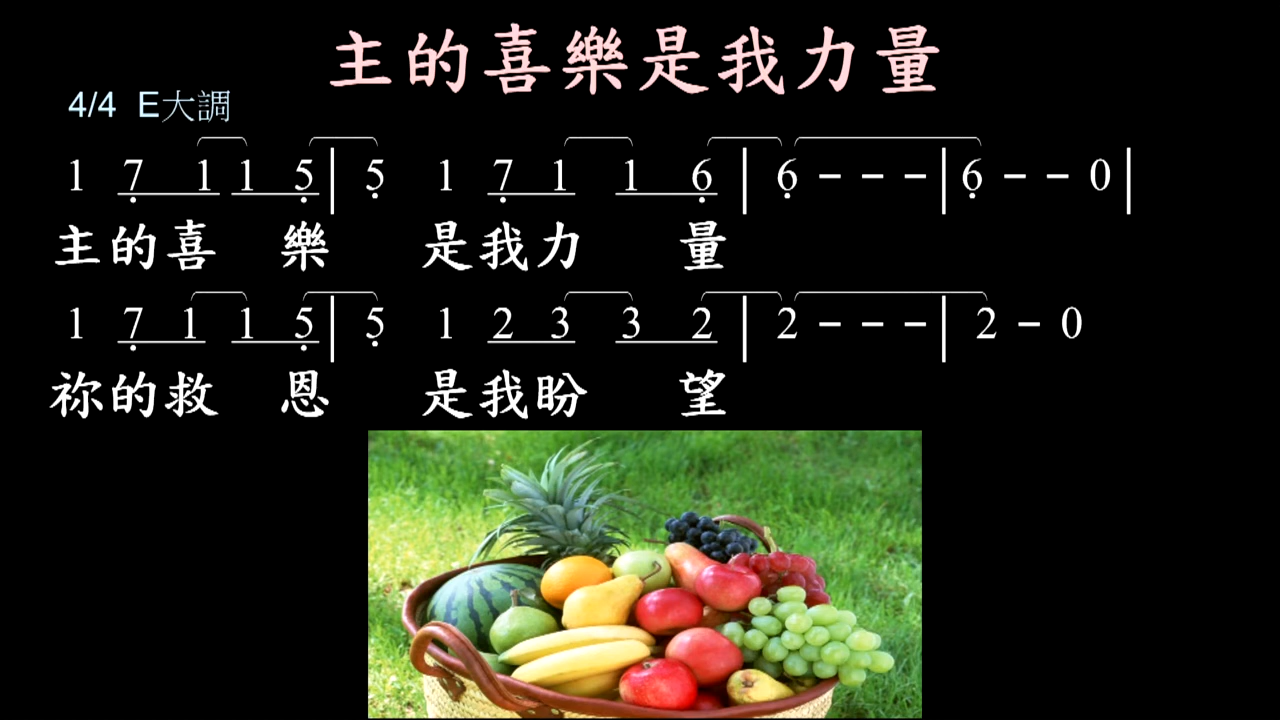 主的喜樂是我力量
4/4 E大調
1 7 1 1 5 | 5 1 7 1 1 6 | 6 - - - | 6 - - 0 |
主的喜 樂 是我力 量
1 7 1 1 5 | 5 1 2 3 3 2 | 2 - - - | 2 - 0
祢的救 恩 是我盼 望